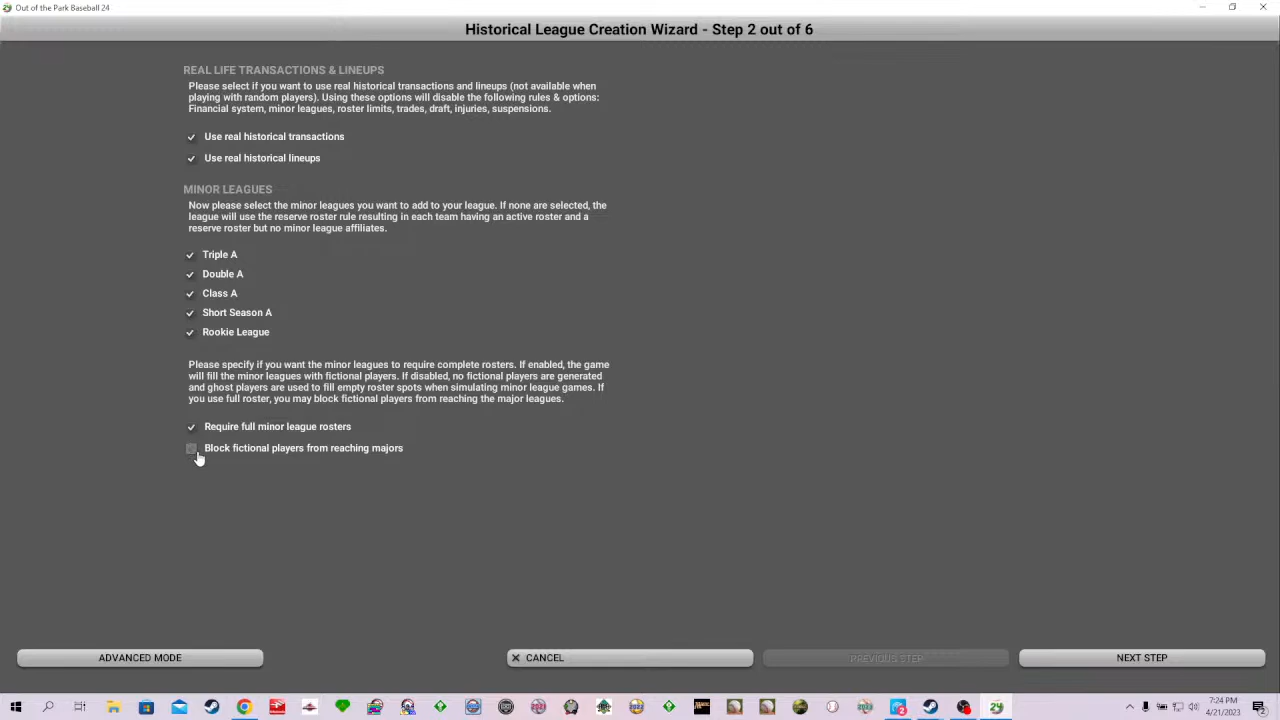 Out of the Park Baseball 24
Historical League Creation Wizard - Step 2 out of 6
REAL LIFE TRANSACTIONS & LINEUPS
Please select if you want to use real historical transactions and lineups (not available when
playing with random players). Using these options will disable the following rules & options:
Financial system, minor leagues, roster limits, trades, draft, injuries, suspensions.
Use real historical transactions
Use real historical lineups
MINOR LEAGUES
Now please select the minor leagues you want to add to your league. If none are selected, the
league will use the reserve roster rule resulting in each team having an active roster and a
reserve roster but no minor league affiliates.
Triple A
Double A
Class A
Short Season A
Rookie League
Please specify if you want the minor leagues to require complete rosters. If enabled, the game
will fill the minor leagues with fictional players. If disabled, no fictional players are generated
and ghost players are used to fill empty roster spots when simulating minor league games. If
you use full roster, you may block fictional players from reaching the major leagues.
Require full minor league rosters
Block fictional players from reaching majors
ADVANCED MODE
CANCEL
PREVIOUS STEP
NEXT STEP
7:24 PM
4/21/2023